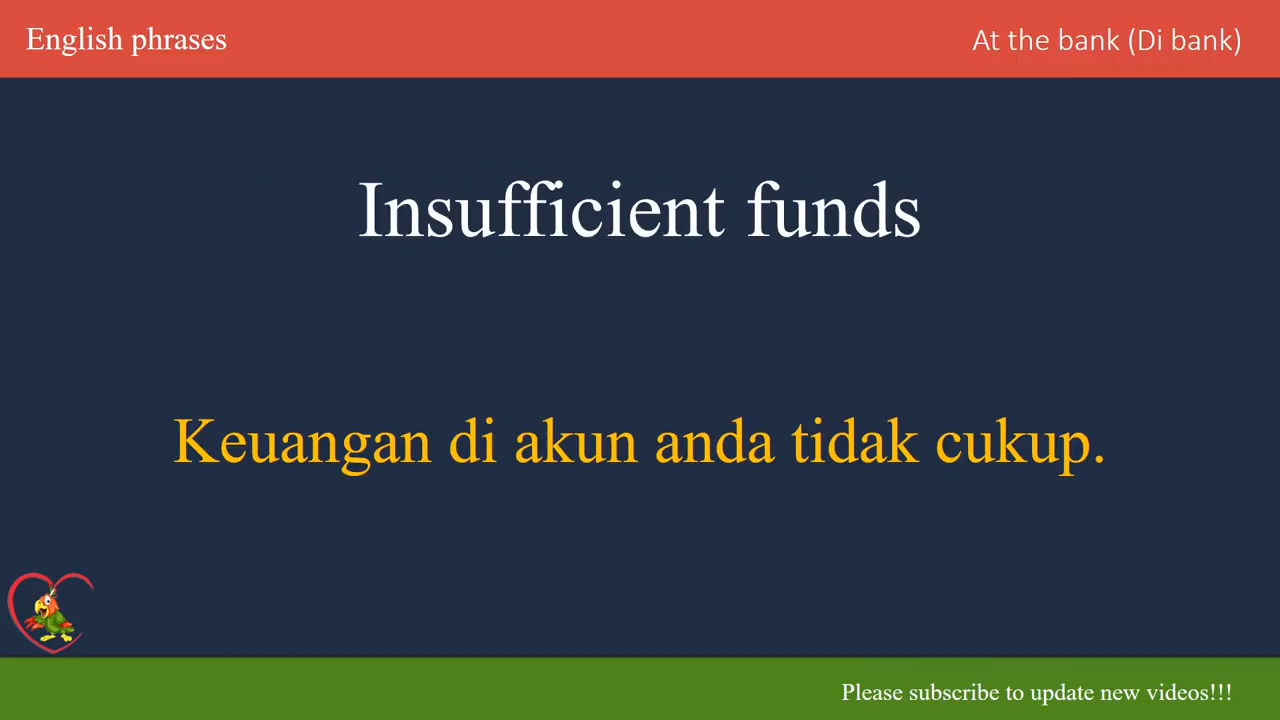 English phrases
At the bank (Di bank)
Insufficient funds
Keuangan di akun anda tidak cukup.
Please subscribe to update new videos!!!